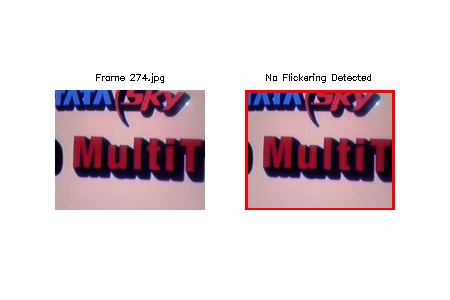 Frame 274.jpg
No Flickering Detected
TATA Sky
MultiT
TATA Sky
MultiT